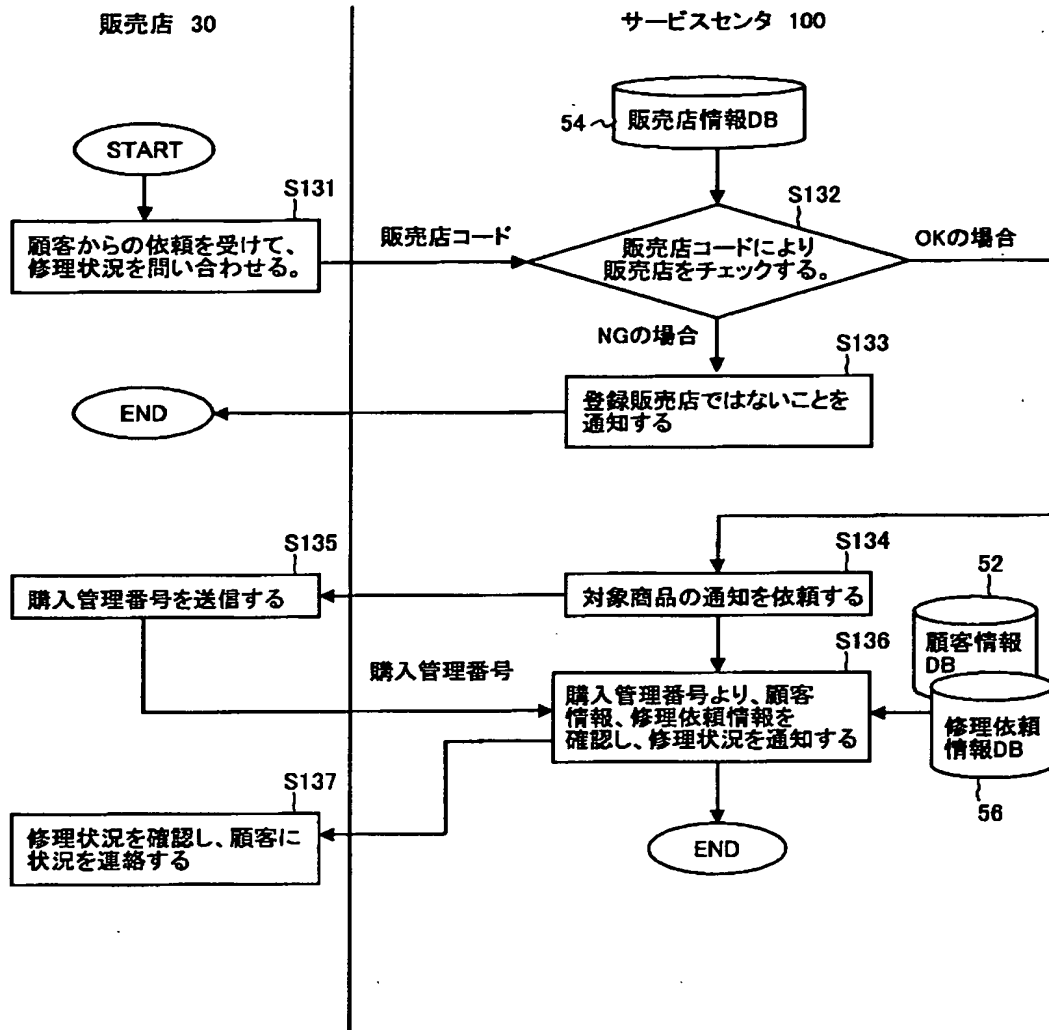 販売店 30
サービスセンタ 100
54
販売店情報DB
START
S131
顧客からの依頼を受けて、
修理状況を問い合わせる。
販売店コード
S132
販売店コードにより
販売店をチェックする。
OKの場合
NGの場合
S133
登録販売店ではないことを
通知する
END
S134
対象商品の通知を依頼する
S135
購入管理番号を送信する
購入管理番号
52
顧客情報
DB
S136
購入管理番号より、顧客
情報、修理依頼情報を
確認し、修理状況を通知する
修理依頼
情報DB
56
S137
修理状況を確認し、顧客に
状況を連絡する
END